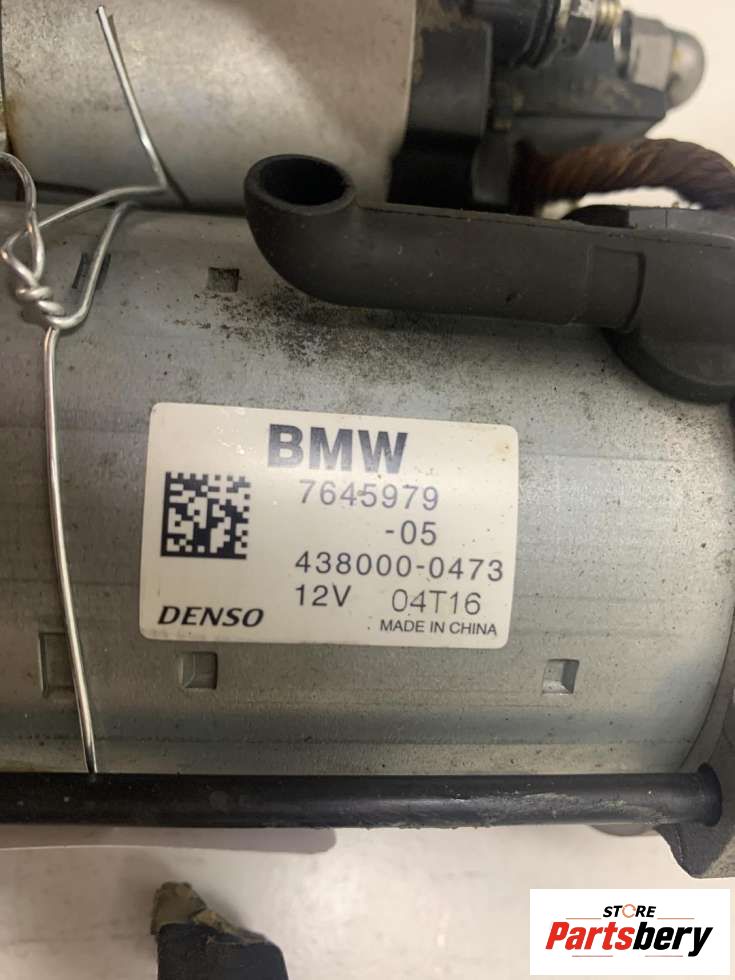 BMW
7645979
-05
438000-0473
12V 04T16
DENSO
MADE IN CHINA
STORE
Partsbery